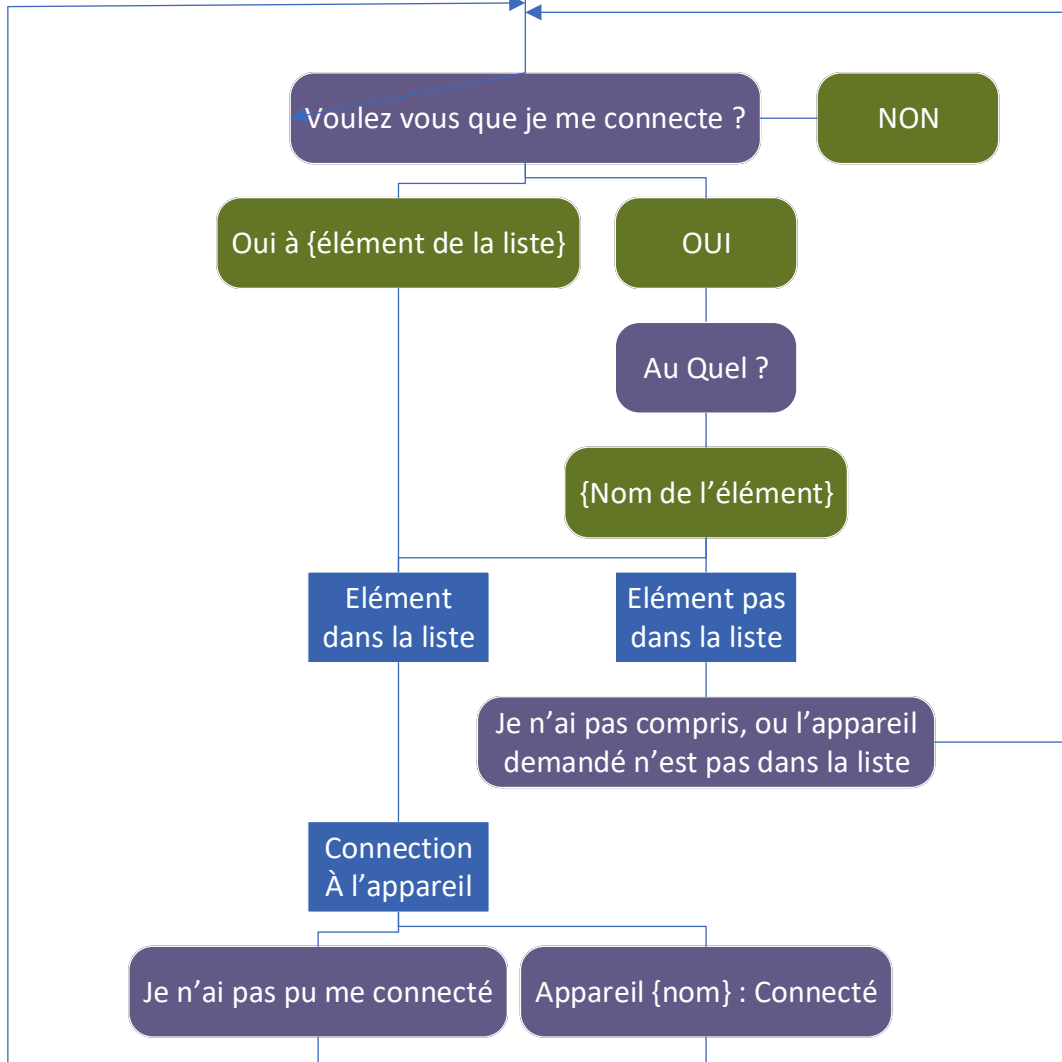 Voulez vous que je me connecte ?
NON
Oui à {élément de la liste}
OUI
Au Quel ?
{Nom de l’élément}
Elément
dans la liste
Elément pas
dans la liste
Je n’ai pas compris, ou l’appareil
demandé n’est pas dans la liste
Connection
À l’appareil
Je n’ai pas pu me connecté
Appareil {nom} : Connecté